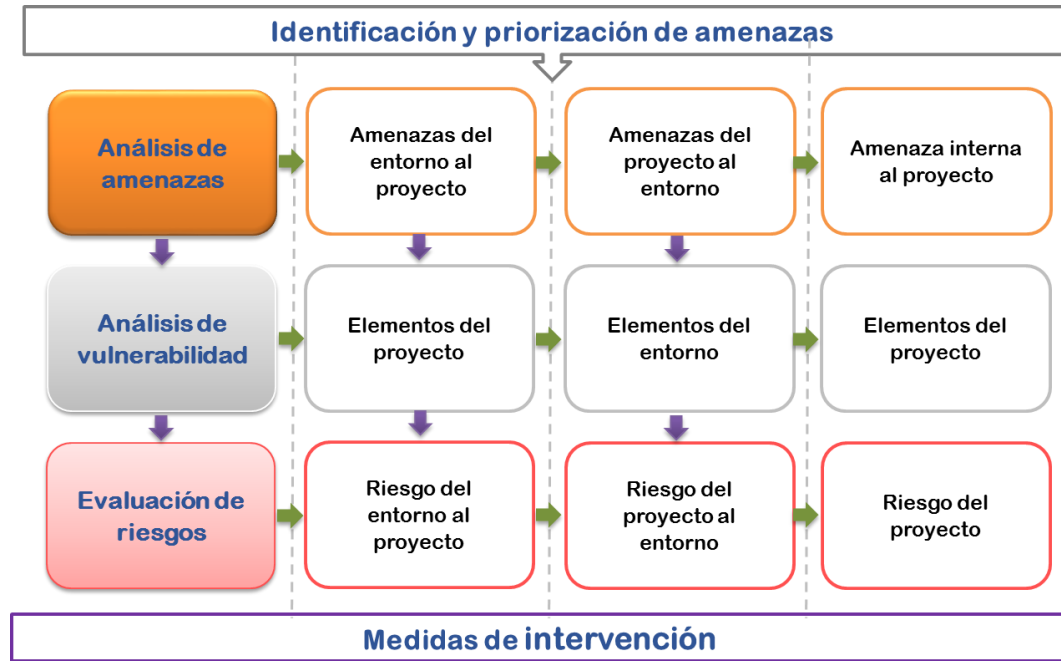 Identificación y priorización de amenazas
Análisis de
amenazas
Amenazas del
entorno al
proyecto
Amenazas del
proyecto al
entorno
Amenaza interna
al proyecto
Análisis de
vulnerabilidad
Elementos del
proyecto
Elementos del
entorno
Elementos del
proyecto
Evaluación de
riesgos
Riesgo del
entorno al
proyecto
Riesgo del
proyecto al
entorno
Riesgo del
proyecto
Medidas de intervención